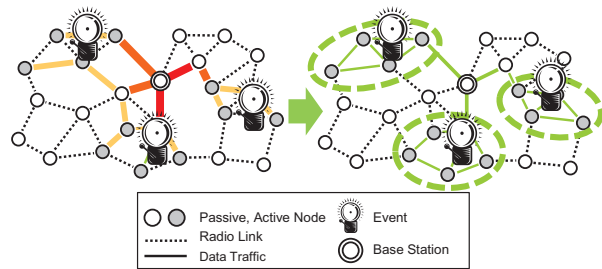 Passive, Active Node
Event
Radio Link
Data Traffic
Base Station